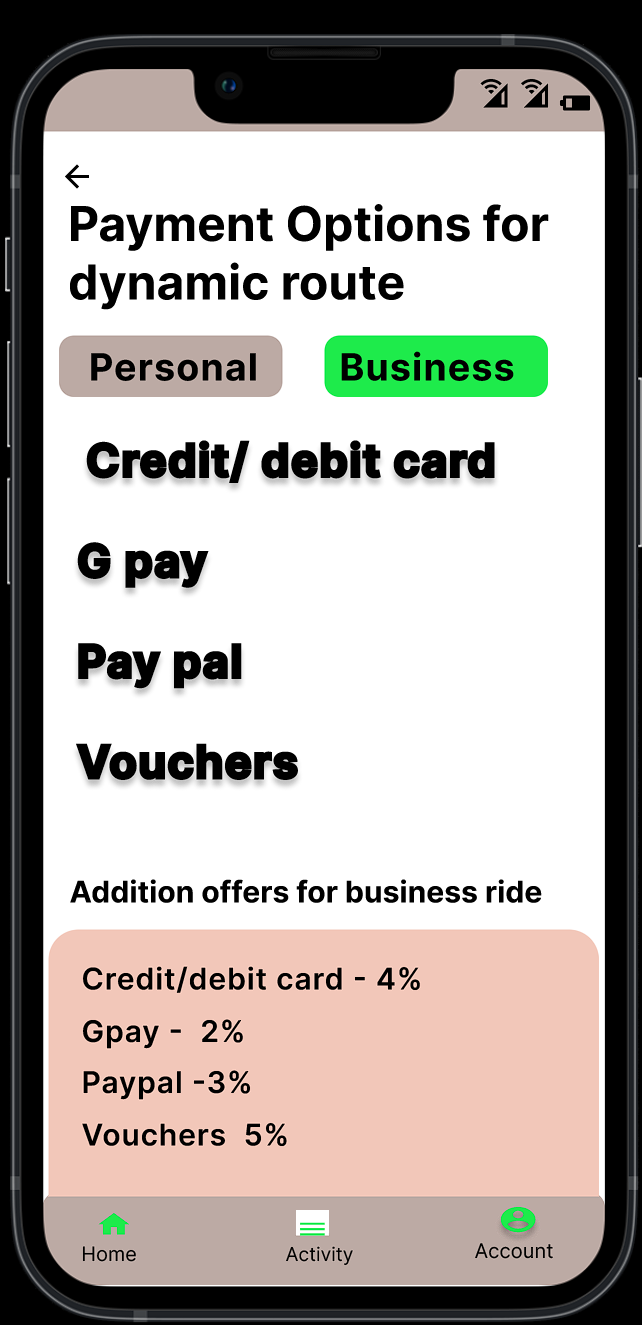 Payment Options for
dynamic route
Personal
Business
Credit/ debit card
G pay
Pay pal
Vouchers
Addition offers for business ride
Credit/debit card - 4%
Gpay -  2%
Paypal -3%
Vouchers  5%
Home
Activity
Account